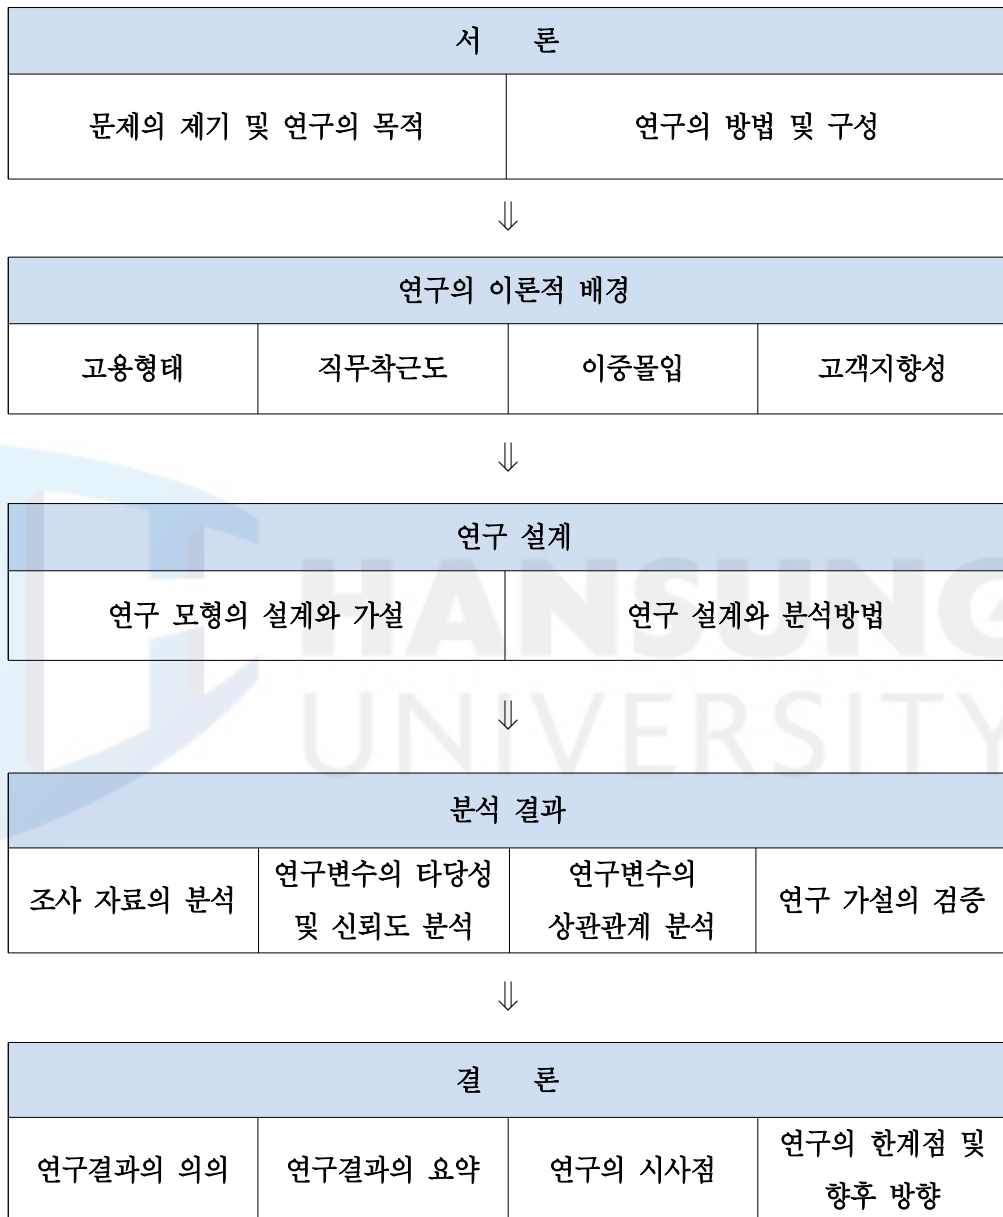 서 론
문제의 제기 및 연구의 목적
연구의 방법 및 구성
⇓
연구의 이론적 배경
고용형태
직무착근도
이중몰입
고객지향성
⇓
연구 설계
연구 모형의 설계와 가설
연구 설계와 분석방법
HANSUNG
UNIVERSITY
⇓
분석 결과
조사 자료의 분석
연구변수의 타당성
및 신뢰도 분석
연구변수의
상관관계 분석
연구 가설의 검증
⇓
결 론
연구결과의 의의
연구결과의 요약
연구의 시사점
연구의 한계점 및
향후 방향